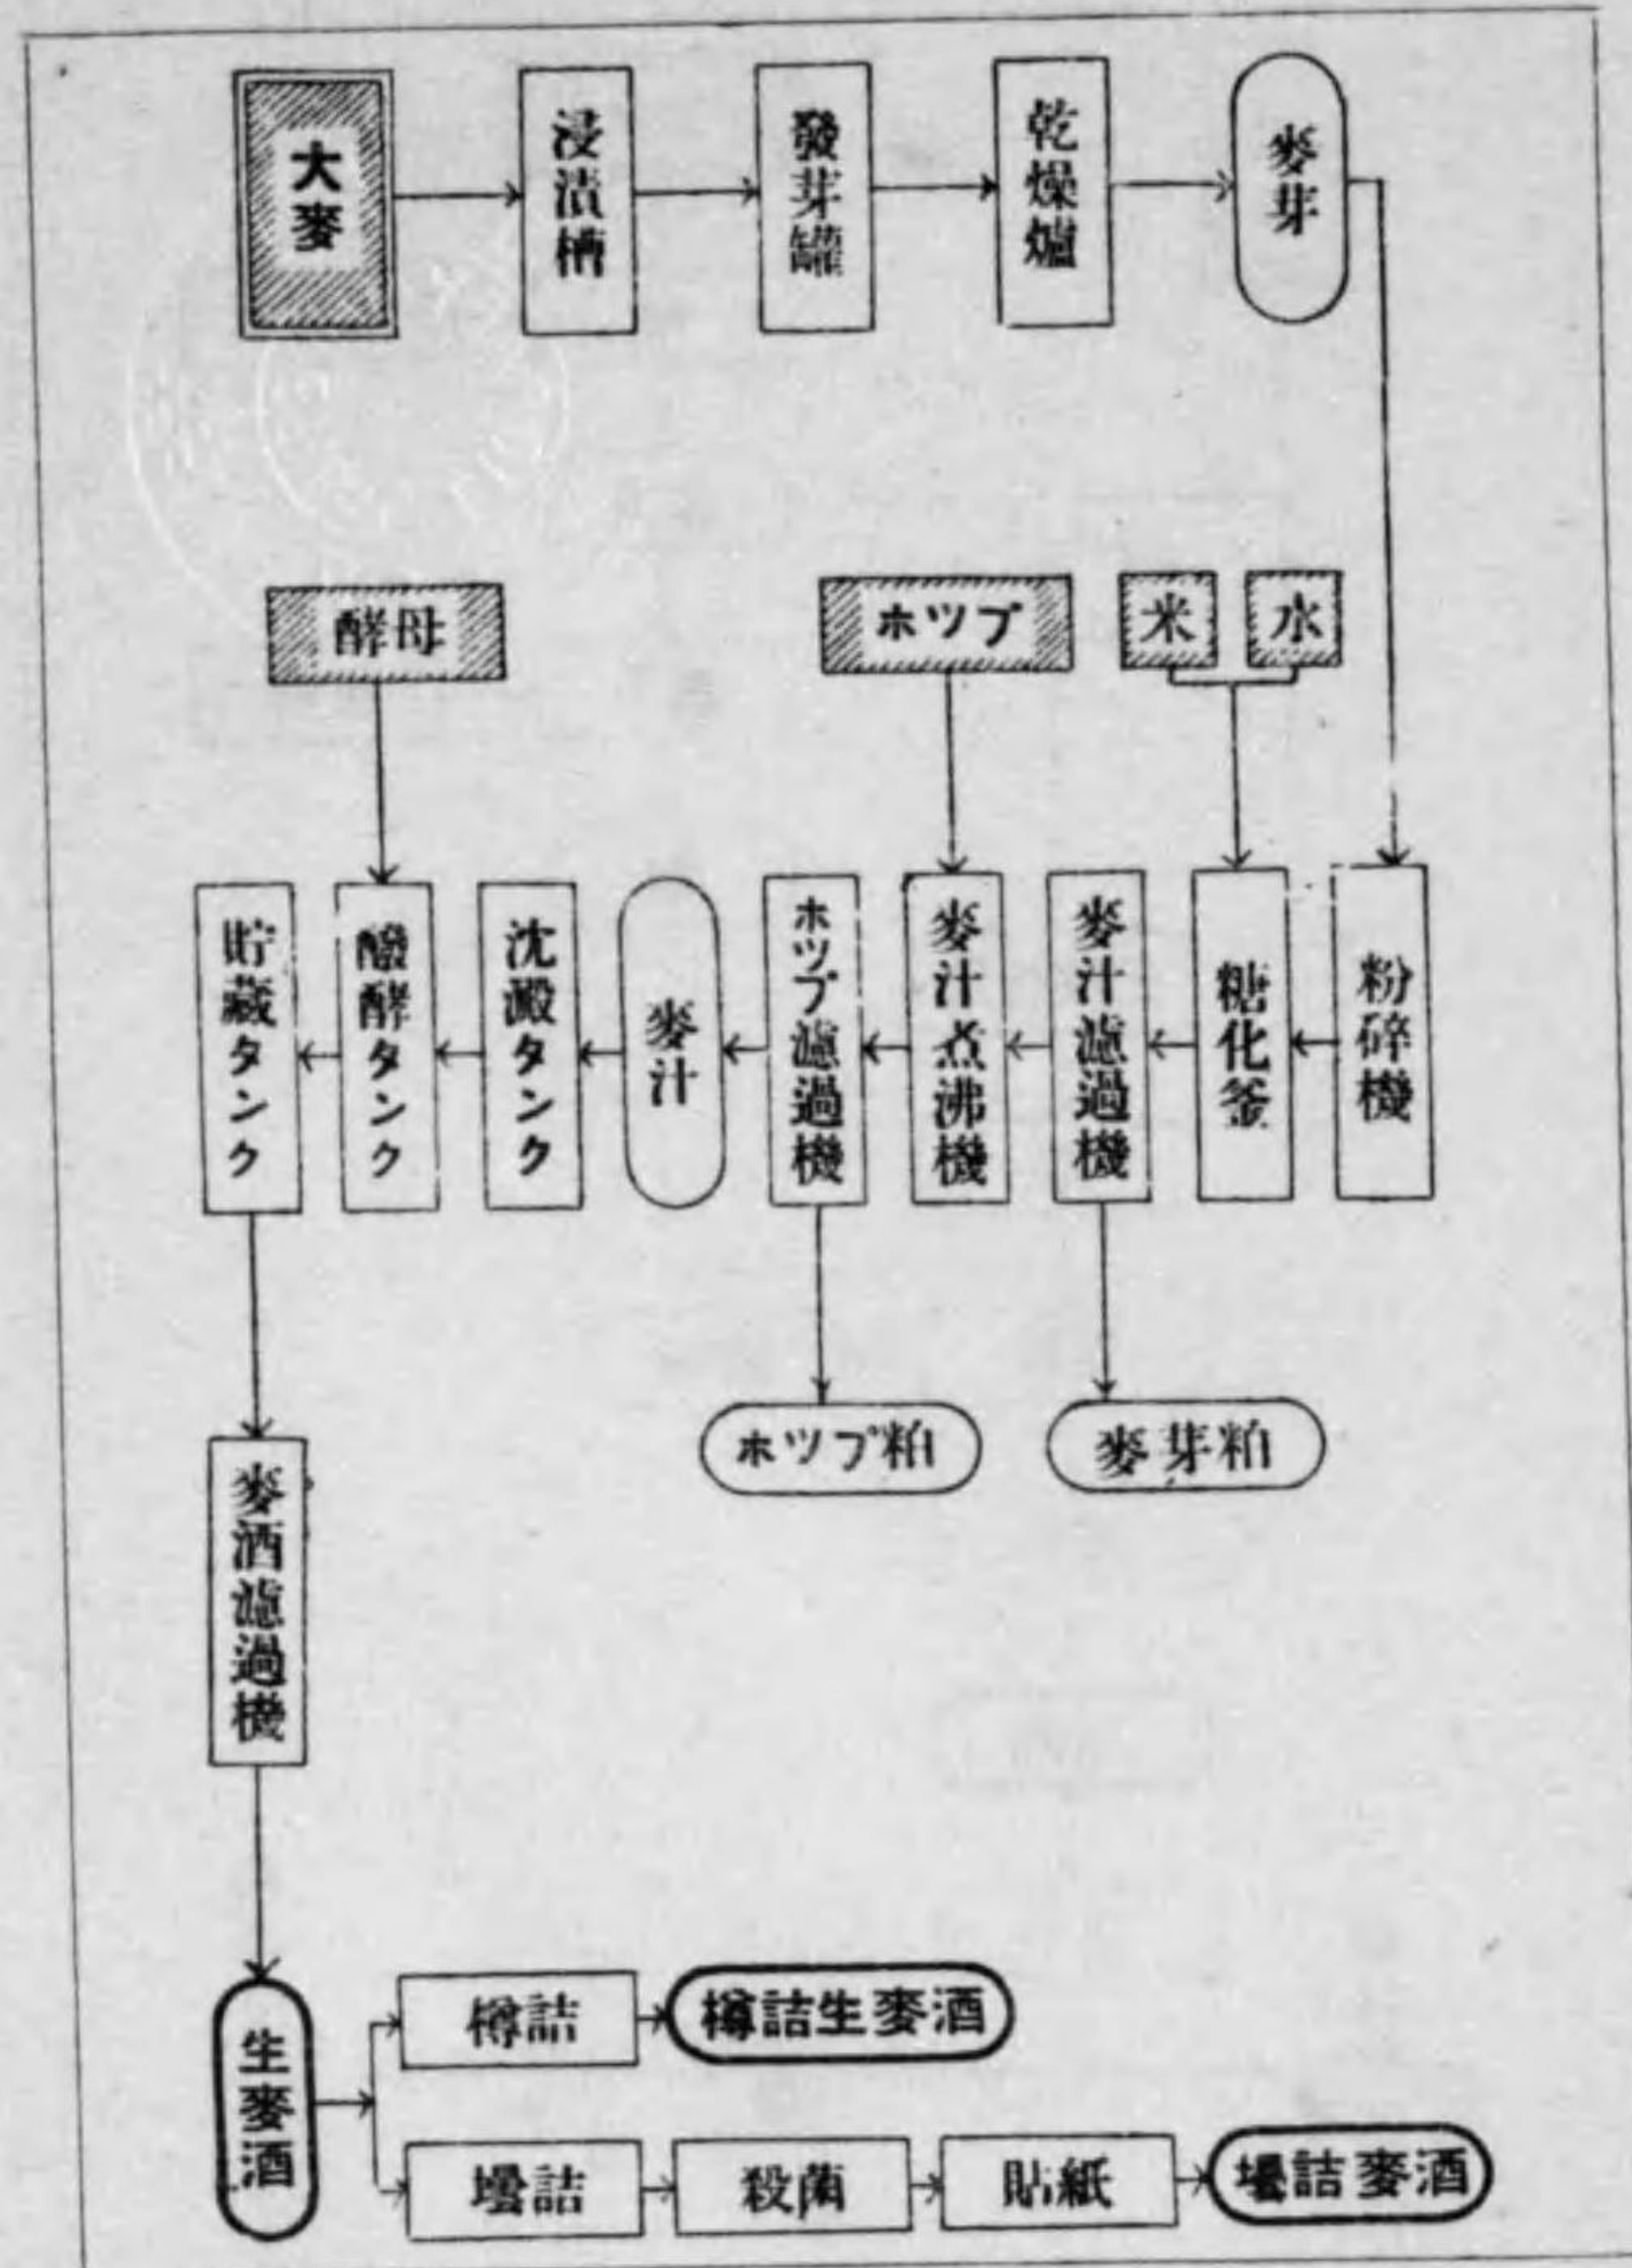 大麥
浸漬槽
發芽罐
乾燥爐
麥芽
酵母
ホツプ
米
水
粉碎機
糖化釜
麥汁濾過機
麥汁煮沸機
ホツプ濾過機
麥汁
沈澱タンク
醱酵タンク
貯藏タンク
ホツプ粕
麥芽粕
麥酒濾過機
生麥酒
樽詰
樽詰生麥酒
壜詰
殺菌
貼紙
壜詰麥酒